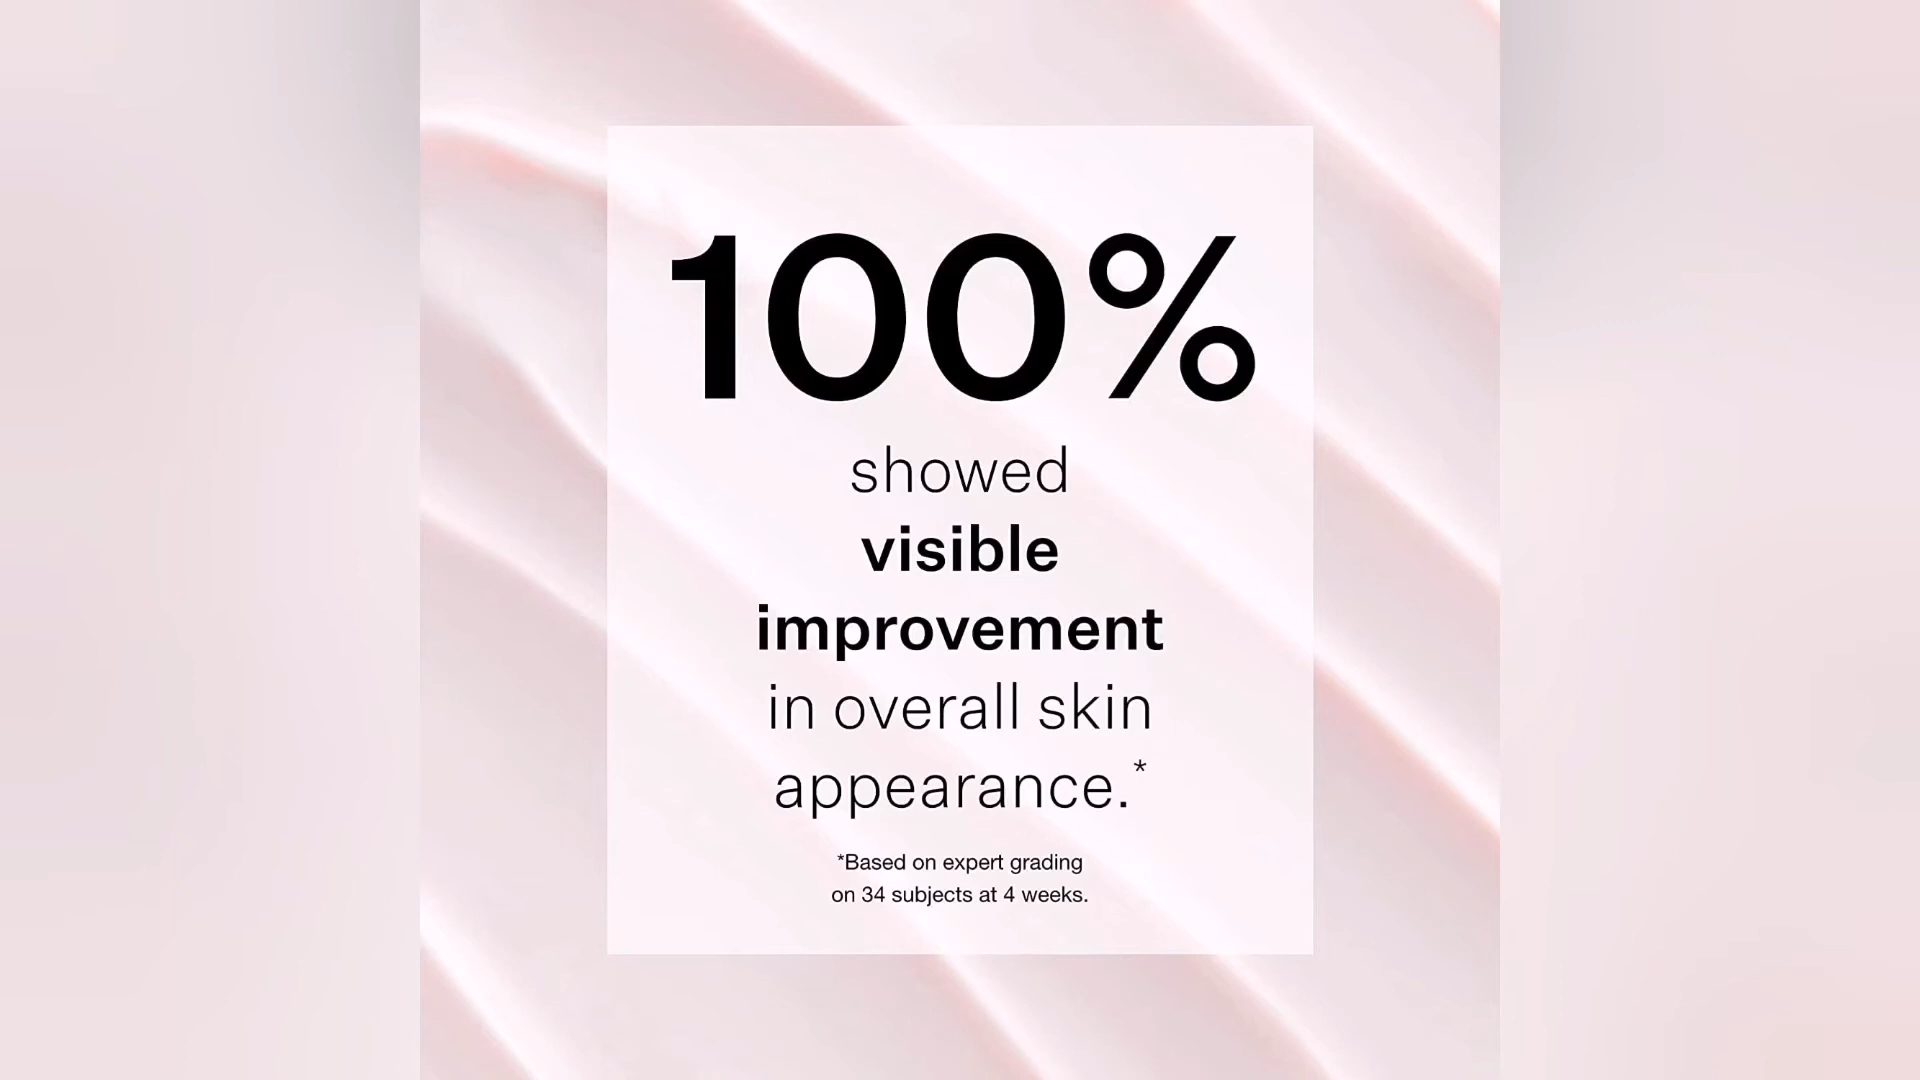 100%
showed
visible
improvement
in overall skin
appearance.*
*Based on expert grading
on 34 subjects at 4 weeks.